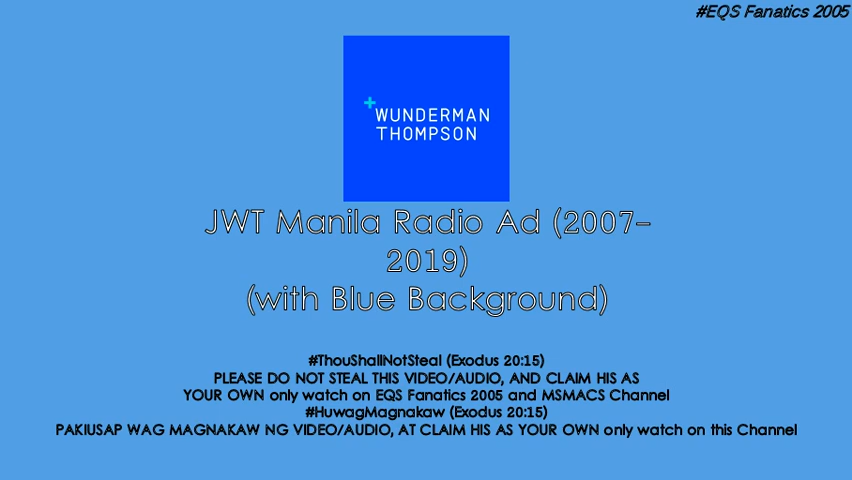 #EQS Fanatics 2005
WUNDERMAN
THOMPSON
JWT Manila Radio Ad (2007-
2019)
(with Blue Background)
#ThouShallNotSteal (Exodus 20:15)
PLEASE DO NOT STEAL THIS VIDEO/AUDIO, AND CLAIM HIS AS
YOUR OWN only watch on EQS Fanatics 2005 and MSMACS Channel
#HuwagMagnakaw (Exodus 20:15)
PAKIUSAP WAG MAGNAKAW NG VIDEO/AUDIO, AT CLAIM HIS AS YOUR OWN only watch on this Channel